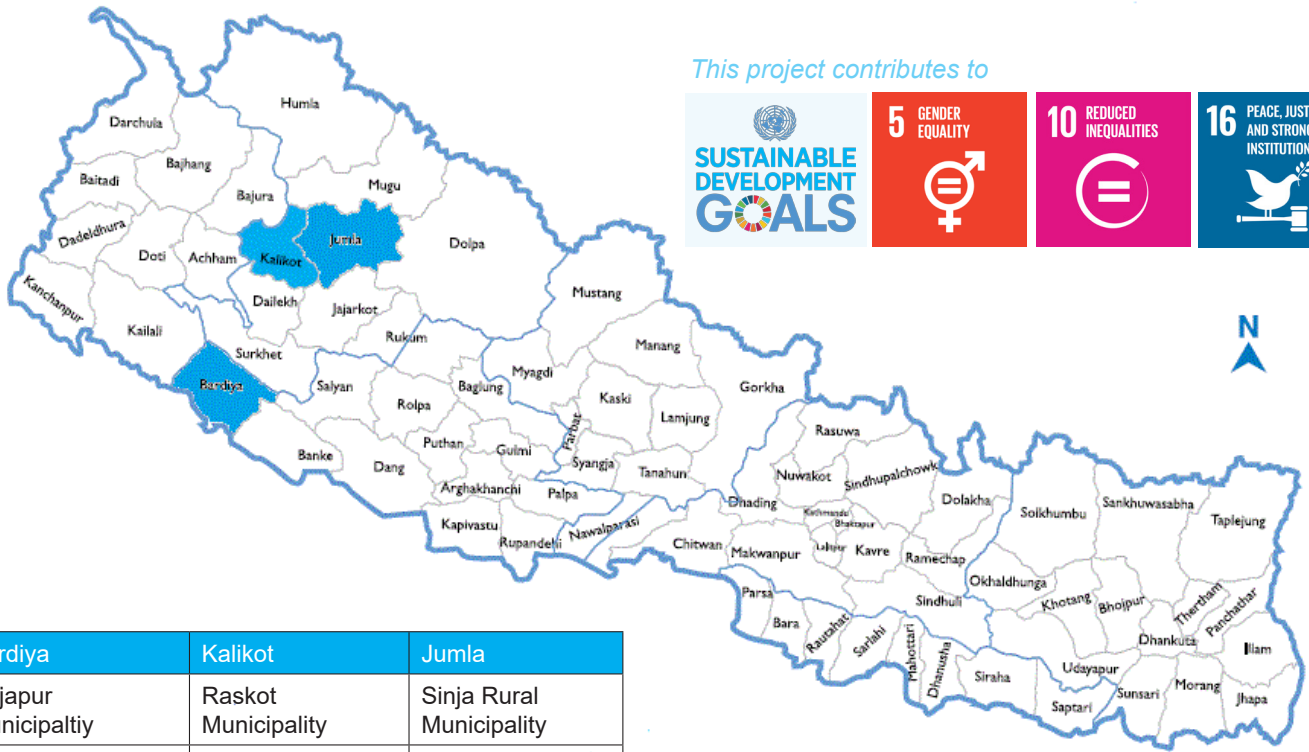 This project contributes to
SUSTAINABLE
DEVELOPMENT
GOALS
5 GENDER
EQUALITY
10 REDUCED
INEQUALITIES
16 PEACE, JUST
AND STRONG
INSTITUTION
N
Humla
Darchula
Bajhang
Baitadi
Bajura
Mugu
Dadeldhura
Doti
Achham
Kalikot
Jumla
Dolpa
Kanchanpur
Kailali
Dailekh
Jajarkot
Mustang
Surkhet
Rukum
Manang
Bardiya
Salyan
Rolpa
Baglung
Myagdi
Kaski
Lamjung
Gorkha
Banke
Dang
Puthan
Gulmi
Parbat
Syangja
Tanahun
Rasuwa
Nuwakot
Sindhupalchowk
Arghakhanchi
Palpa
Dhading
Kathmandu
Bhaktapur
Dolakha
Solkhumbu
Sankhuwasabha
Taplejung
Kapivastu
Rupandehi
Nawalparasi
Chitwan
Makwanpur
Lalitpur
Kavre
Ramechap
Okhaldhunga
Khotang
Bhojpur
Thertham
Panchathar
Parsa
Bara
Rautahat
Sarlahi
Mahottari
Dhanusha
Sindhuli
Siraha
Udayapur
Saptari
Dhankuta
Sunsari
Morang
Illam
Jhapa
rdiya Kalikot Jumla
japur Raskot Sinja Rural
unicipaltiy Municipality Municipality